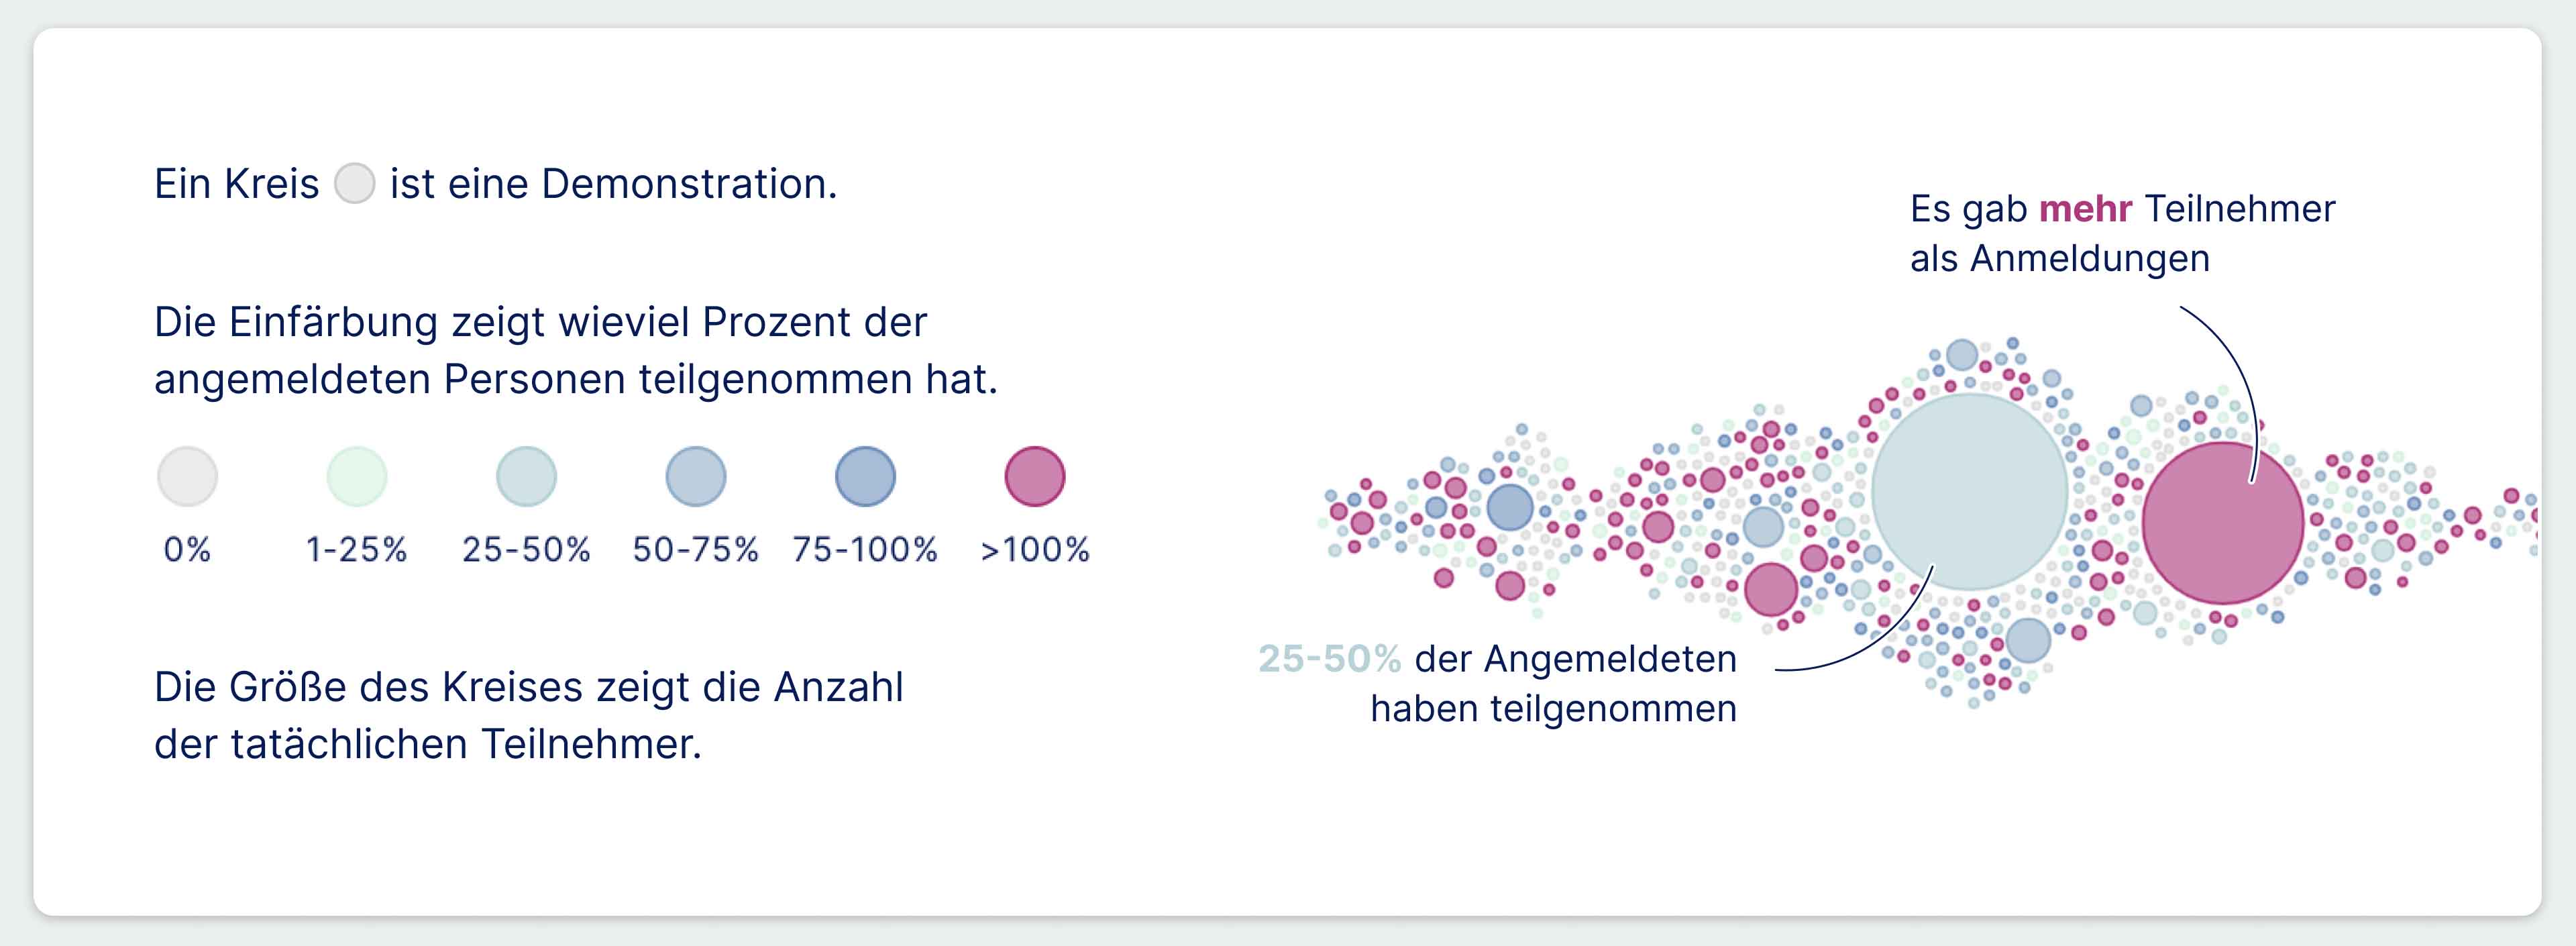 Ein Kreis ist eine Demonstration.
Die Einfärbung zeigt wieviel Prozent der
angemeldeten Personen teilgenommen hat.
0% 1-25% 25-50% 50-75% 75-100% >100%
Die Größe des Kreises zeigt die Anzahl
der tatächlichen Teilnehmer.
Es gab mehr Teilnehmer
als Anmeldungen
25-50% der Angemeldeten
haben teilgenommen